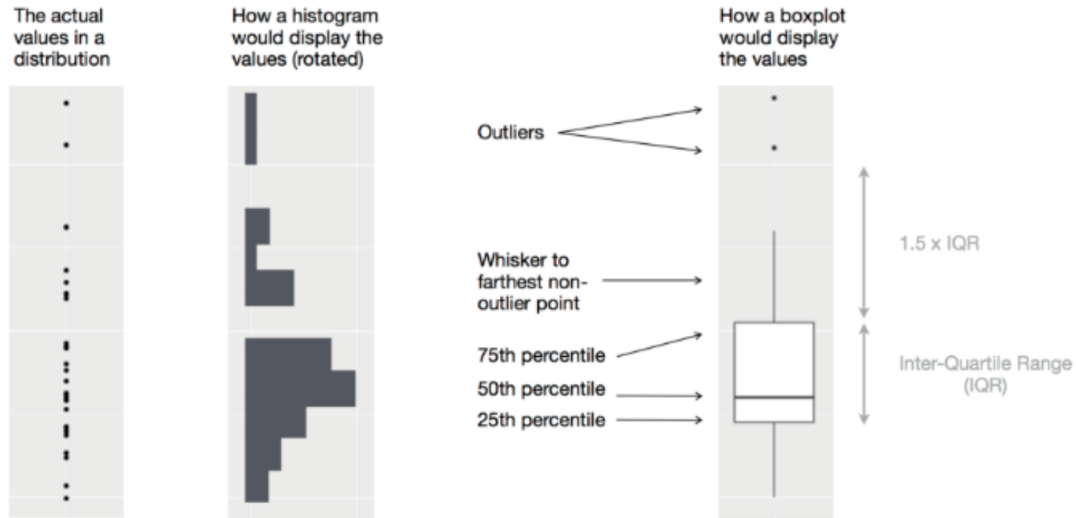 The actual
values in a
distribution
How a histogram
would display the
values (rotated)
How a boxplot
would display
the values
Outliers
1.5 x IQR
Whisker to
farthest non-
outlier point
75th percentile
Inter-Quartile Range
(IQR)
50th percentile
25th percentile